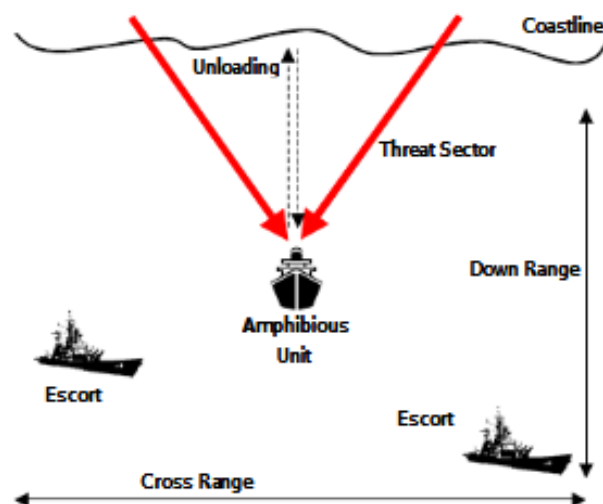 Coastline
Unloading
Threat Sector
Down Range
Amphibious
Unit
Escort
Escort
Cross Range